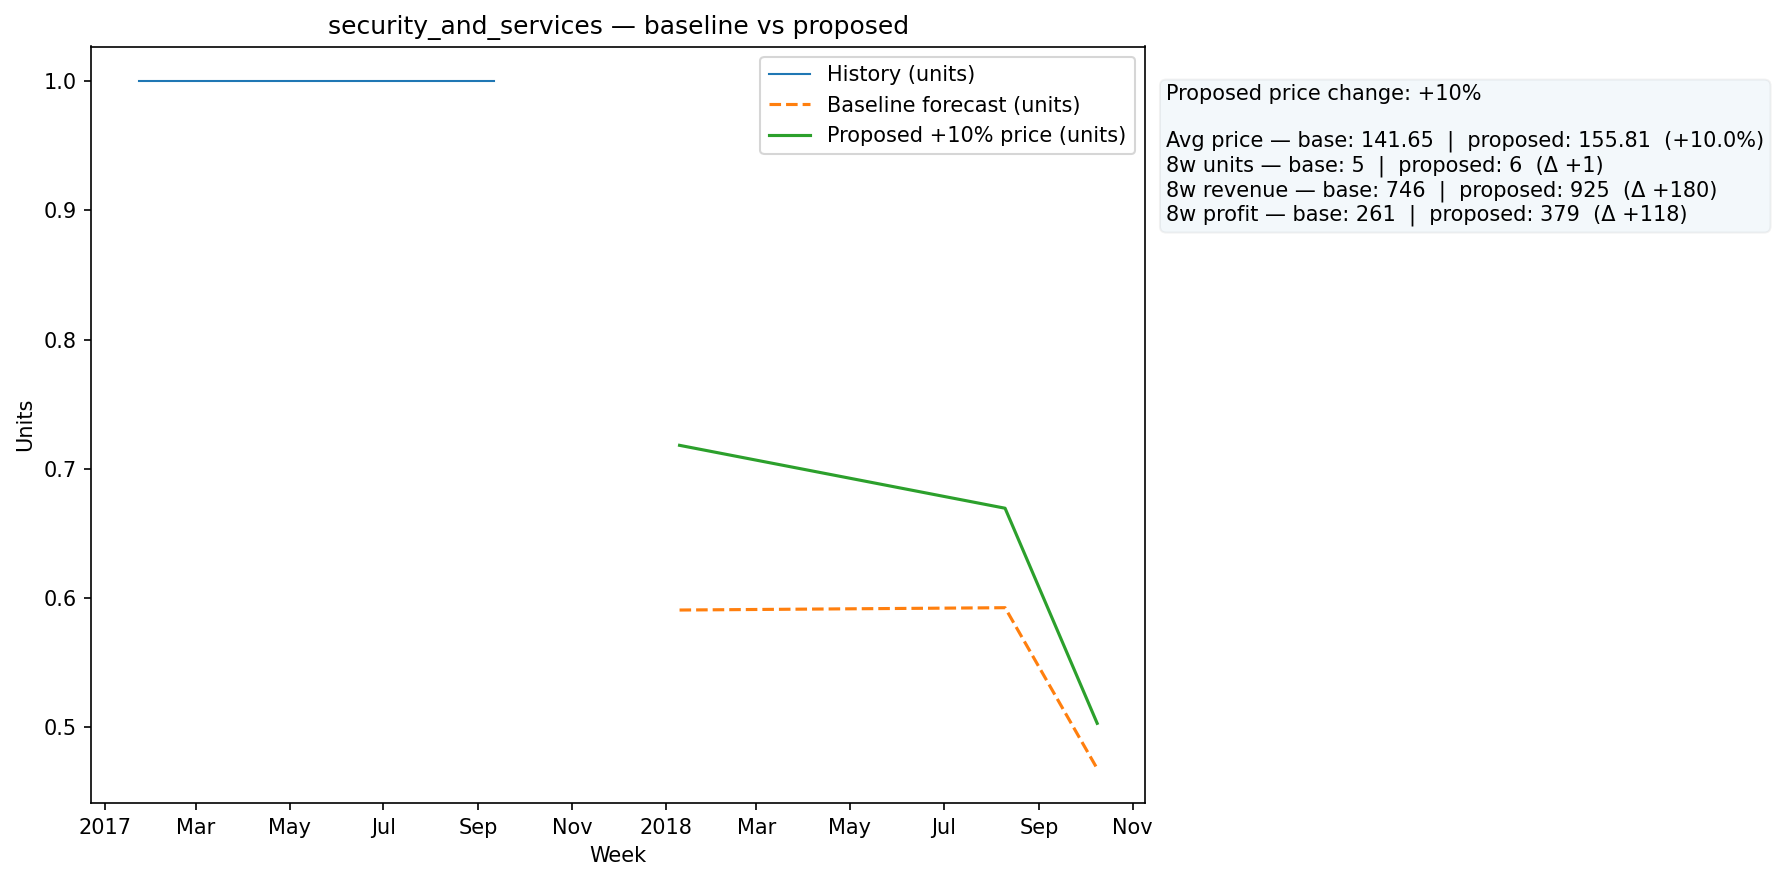 security_and_services — baseline vs proposed
History (units)
Baseline forecast (units)
Proposed +10% price (units)
Proposed price change: +10%
Avg price — base: 141.65 | proposed: 155.81 (+10.0%)
8w units — base: 5 | proposed: 6 (Δ +1)
8w revenue — base: 746 | proposed: 925 (Δ +180)
8w profit — base: 261 | proposed: 379 (Δ +118)
Units
1.0
0.9
0.8
0.7
0.6
0.5
2017 Mar May Jul Sep Nov 2018 Mar May Jul Sep Nov
Week